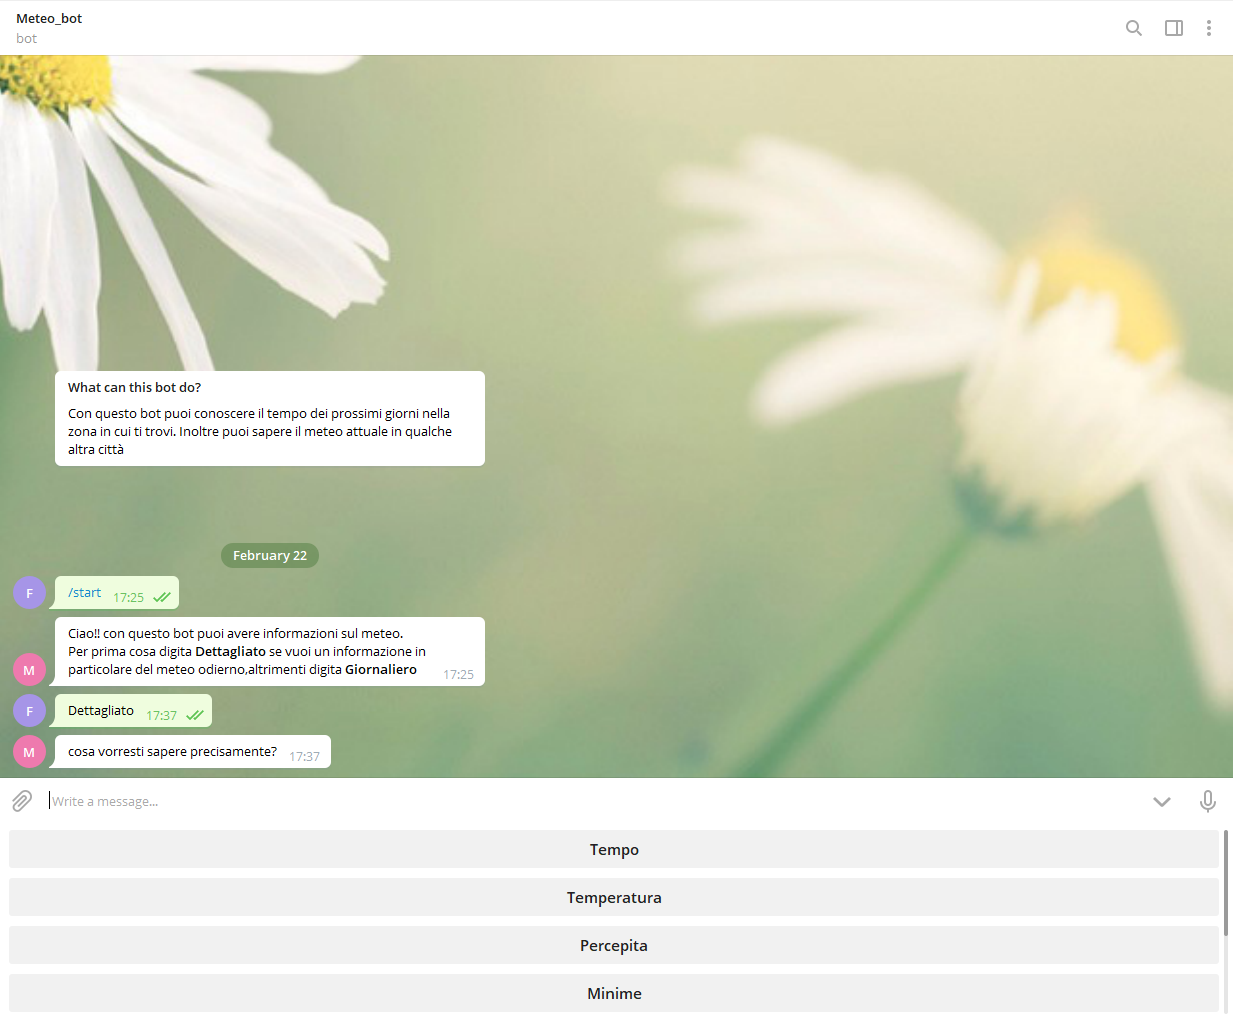 Meteo_bot
bot
What can this bot do?
Con questo bot puoi conoscere il tempo dei prossimi giorni nella
zona in cui ti trovi. Inoltre puoi sapere il meteo attuale in qualche
altra città
February 22
F
/start 17:25
Ciao!! con questo bot puoi avere informazioni sul meteo.
Per prima cosa digita Dettagliato se vuoi un informazione in
particolare del meteo odierno,altrimenti digita Giornaliero 17:25
M
F
Dettagliato 17:37
M
cosa vorresti sapere precisamente? 17:37
Write a message...
Tempo
Temperatura
Percepita
Minime